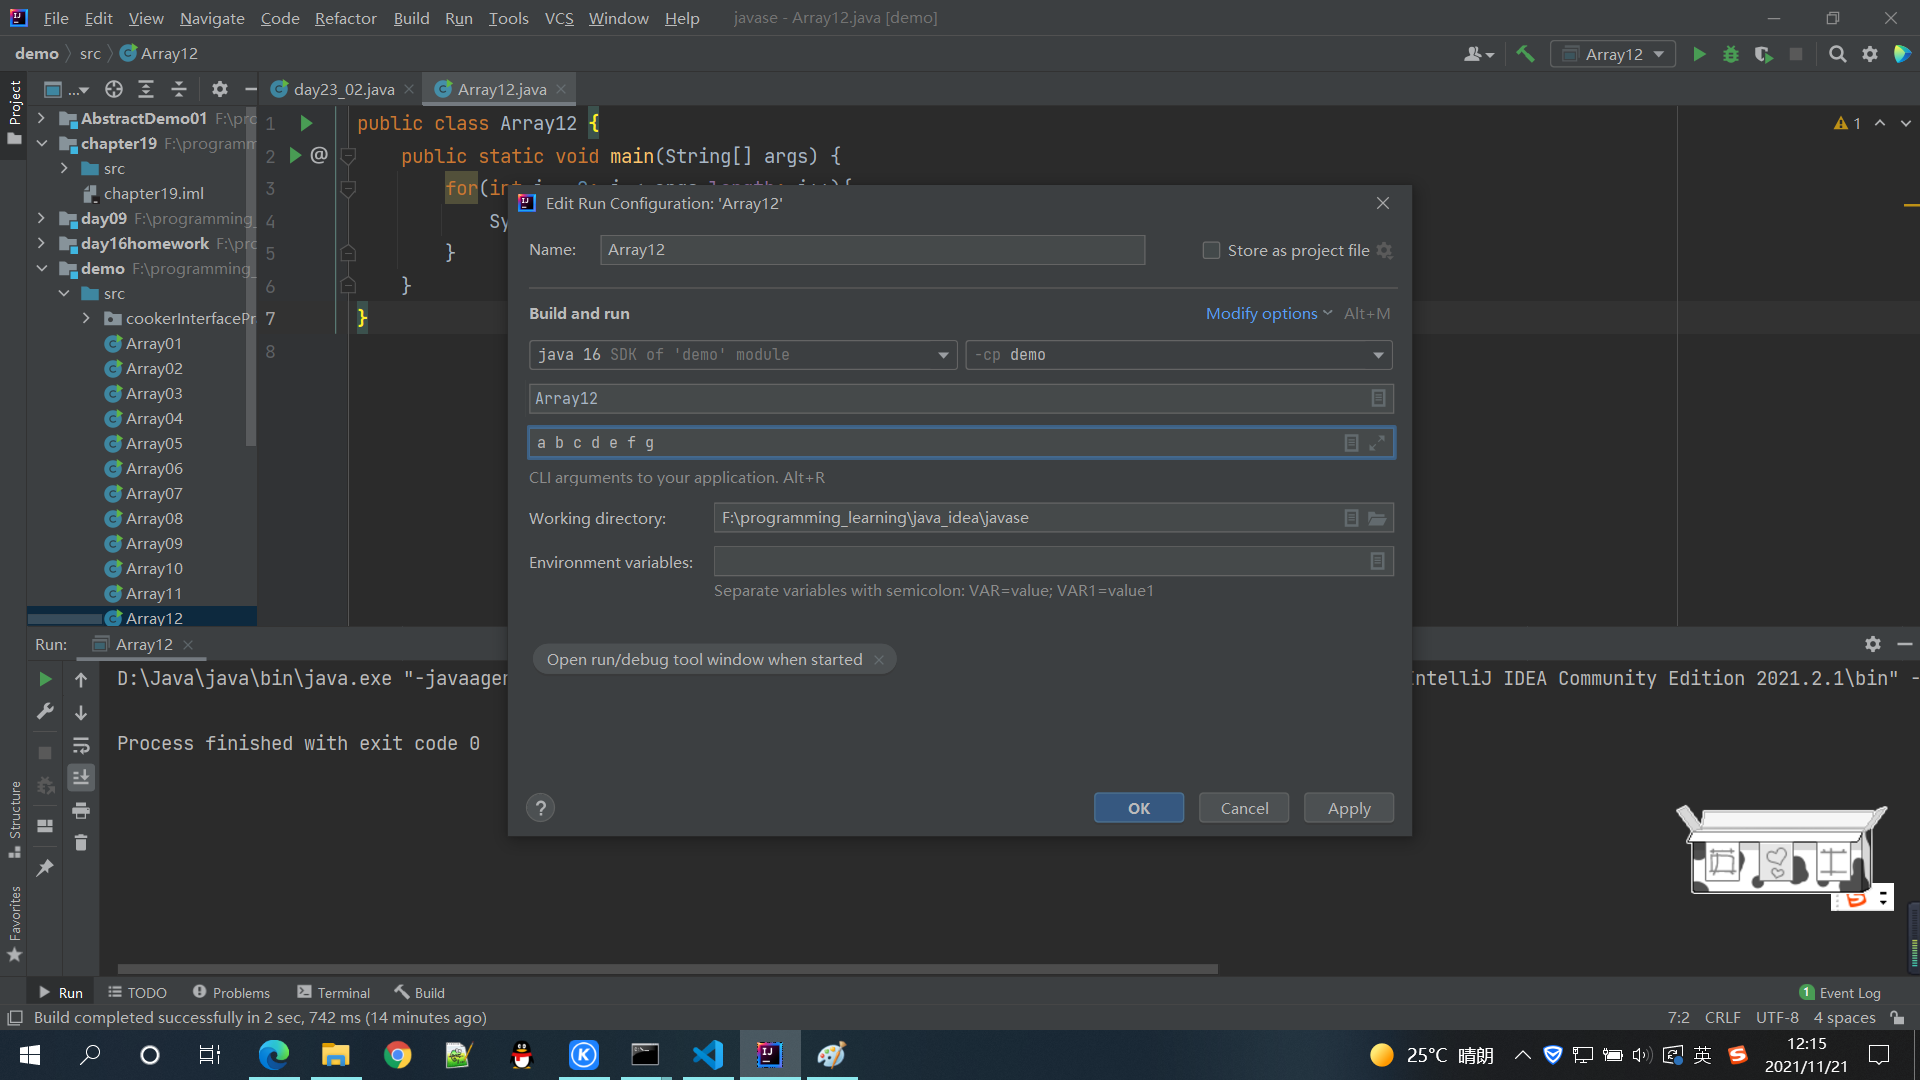 File Edit View Navigate Code Refactor Build Run Tools VCS Window Help javase - Array12.java [demo]
demo src Array12
Array12
Project
...
day23_02.java
Array12.java
AbstractDemo01 F:\pro
chapter19 F:\programm
src
chapter19.iml
day09 F:\programming_
day16homework F:\pro
demo F:\programming_
src
cookerInterfacePr
Array01
Array02
Array03
Array04
Array05
Array06
Array07
Array08
Array09
Array10
Array11
Array12
1 public class Array12 {
2 @ public static void main(String[] args) {
3 for(int i = 0; i < args.length; i++){
4 Sy
5 }
6 }
7 }
8
1
Edit Run Configuration: 'Array12'
Name: Array12 Store as project file
Build and run Modify options Alt+M
java 16 SDK of 'demo' module -cp demo
Array12
a b c d e f g
CLI arguments to your application. Alt+R
Working directory: F:\programming_learning\java_idea\javase
Environment variables:
Separate variables with semicolon: VAR=value; VAR1=value1
Open run/debug tool window when started
? OK Cancel Apply
Run: Array12
D:\Java\java\bin\java.exe "-javaagen
IntelliJ IDEA Community Edition 2021.2.1\bin" -
Process finished with exit code 0
Structure
Favorites
Run TODO Problems Terminal Build 1 Event Log
Build completed successfully in 2 sec, 742 ms (14 minutes ago) 7:2 CRLF UTF-8 4 spaces
25°C 晴朗 英 12:15
2021/11/21